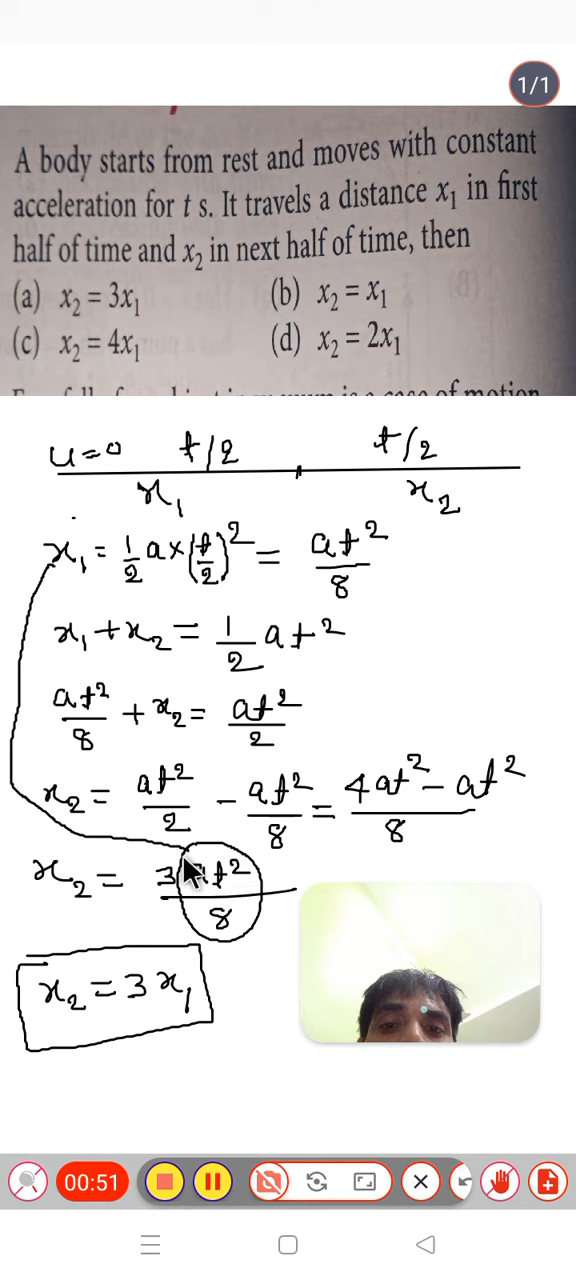 1/1
A body starts from rest and moves with constant
acceleration for t s. It travels a distance x₁ in first
half of time and x₂ in next half of time, then
(a) x₂ = 3x₁ (b) x₂ = x₁
(c) x₂ = 4x₁ (d) x₂ = 2x₁
of motion
u=0 t/2 t/2
x₁ x₂
x₁ = 1/2 a × (t/2)² = at²/8
x₁ + x₂ = 1/2 at²
at²/8 + x₂ = at²/2
x₂ = at²/2 - at²/8 = 4at² - at²/8
x₂ = 3at²/8
x₂ = 3x₁
00:51